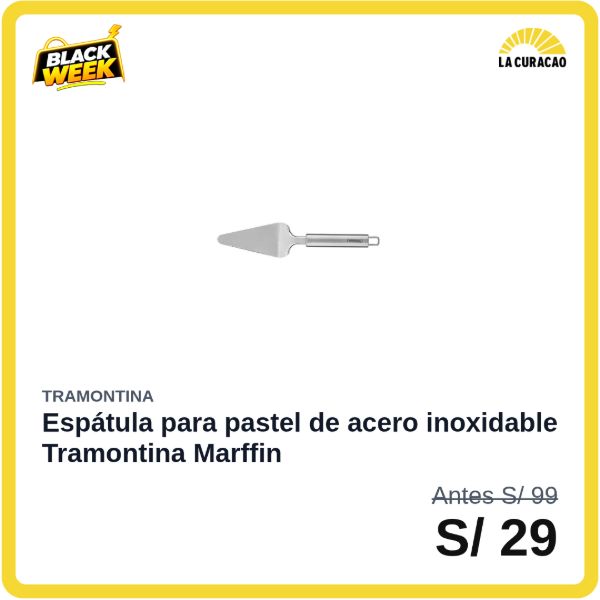 BLACK
WEEK
LA CURACAO
TRAMONTINA
Espátula para pastel de acero inoxidable
Tramontina Marffin
Antes S/ 99
S/ 29